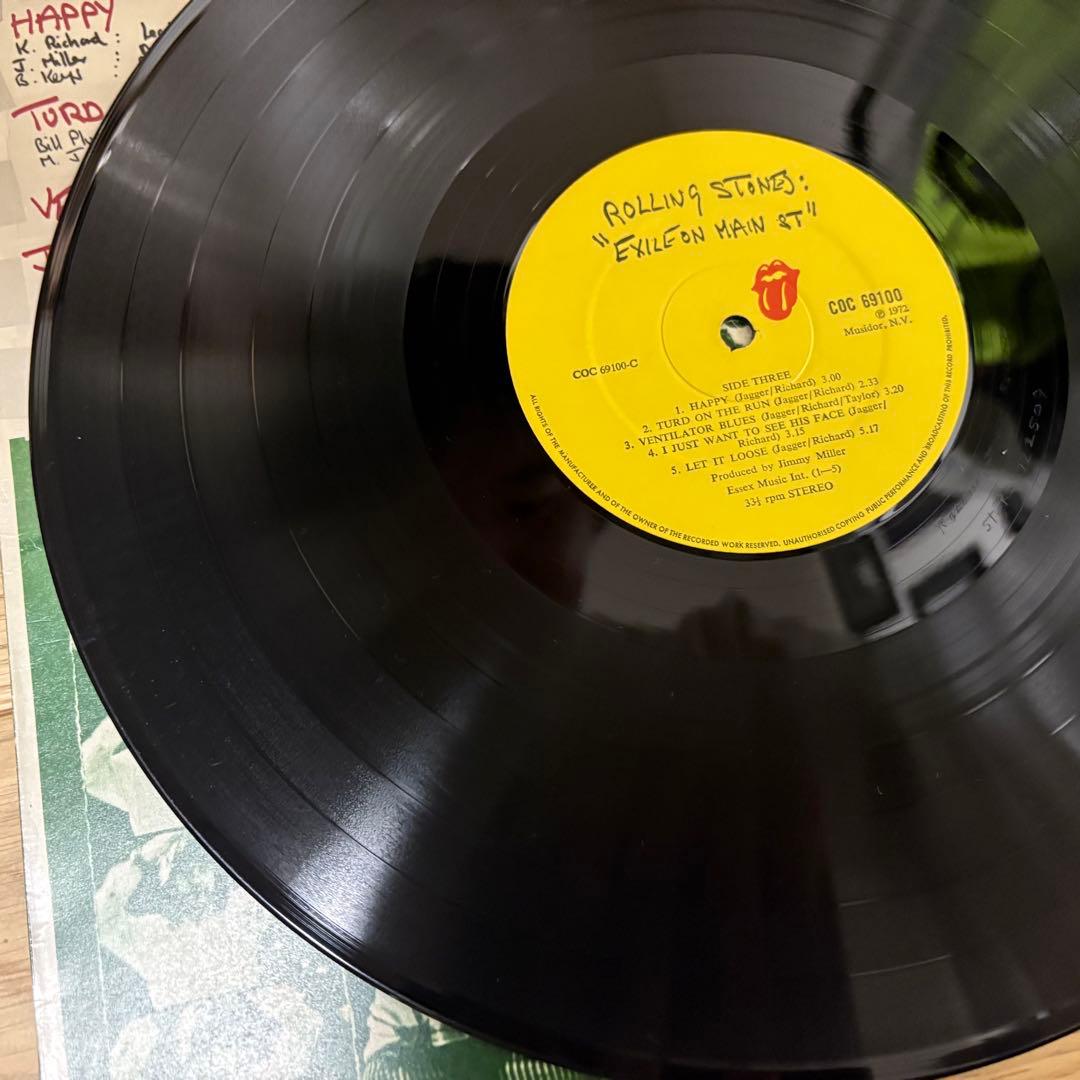 HAPPY
K. Richard :
J. Miller :
B. Keys :
TURD
Bill
M. J
ROLLING STONES:
"EXILE ON MAIN ST"
COC 69100
℗ 1972
Musidor, N.V.
COC 69100-C
SIDE THREE
1. HAPPY (Jagger/Richard) 3.00
2. TURD ON THE RUN (Jagger/Richard) 2.33
3. VENTILATOR BLUES (Jagger/Richard/Taylor) 3.20
4. I JUST WANT TO SEE HIS FACE (Jagger/
Richard) 3.15
5. LET IT LOOSE (Jagger/Richard) 5.17
Produced by Jimmy Miller
Essex Music Int. (1—5)
33⅓ rpm STEREO
ALL RIGHTS OF THE MANUFACTURER AND OF THE OWNER OF THE RECORDED WORK RESERVED. UNAUTHORISED COPYING PUBLIC PERFORMANCE AND BROADCASTING OF THIS RECORD PROHIBITED.